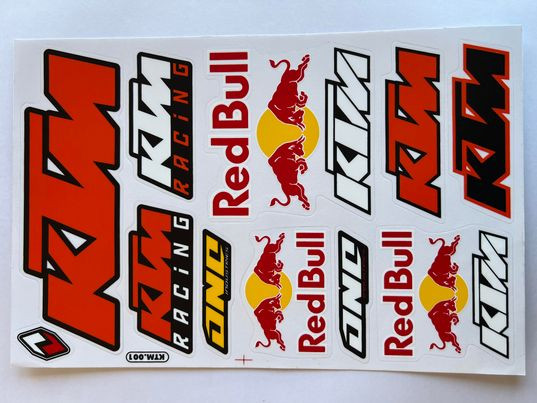 KTM
KTM
RACING
Red Bull
KTM
KTM
KTM
KTM
RACING
ONE
INDUSTRIES
Red Bull
ONE
Red Bull
KTM
KTM.001